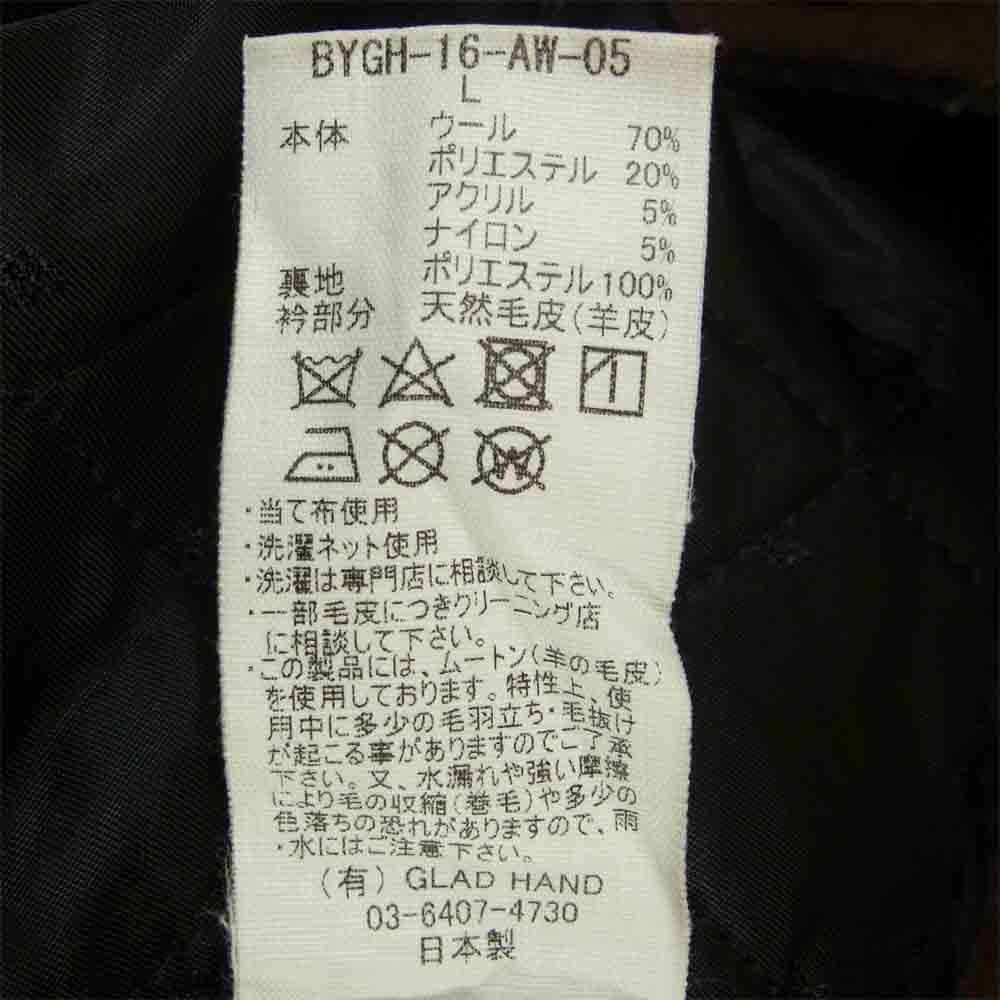 BYGH-16-AW-05
L
本体 ウール 70%
ポリエステル 20%
アクリル 5%
ナイロン 5%
裏地 ポリエステル 100%
衿部分 天然毛皮(羊皮)
・当て布使用
・洗濯ネット使用
・洗濯は専門店に相談して下さい。
・一部毛皮につきクリーニング店
に相談して下さい。
・この製品には、ムートン(羊の毛皮)
を使用しております。特性上、使
用中に多少の毛羽立ち・毛抜け
が起こる事がありますのでご了承
下さい。又、水漏れや強い摩擦
により毛の収縮(巻毛)や多少の
色落ちの恐れがありますので、雨
・水にはご注意下さい。
(有) GLAD HAND
03-6407-4730
日本製